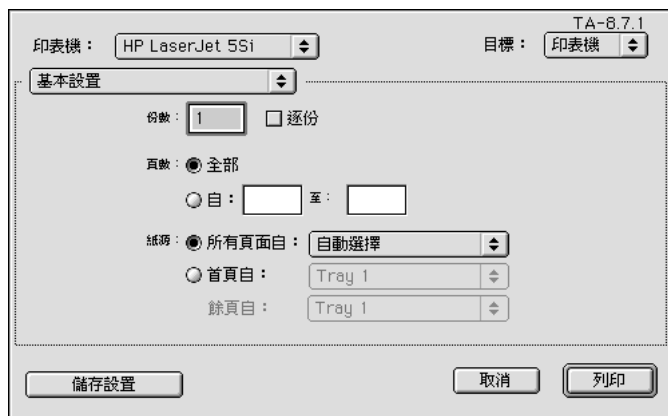 TA-8.7.1
印表機： HP LaserJet 5Si 目標： 印表機
基本設置
份數： 1 逐份
頁數： 全部
自： 至：
紙源： 所有頁面自： 自動選擇
首頁自： Tray 1
餘頁自： Tray 1
儲存設置 取消 列印